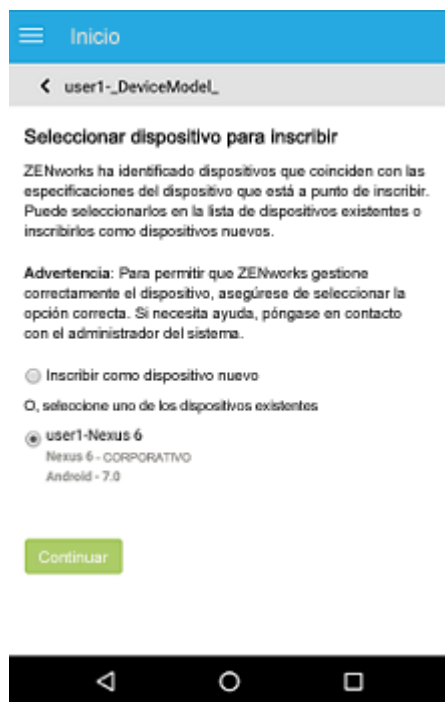 Inicio
user1-_DeviceModel_
Seleccionar dispositivo para inscribir
ZENworks ha identificado dispositivos que coinciden con las
especificaciones del dispositivo que está a punto de inscribir.
Puede seleccionarlos en la lista de dispositivos existentes o
inscribirlos como dispositivos nuevos.
Advertencia: Para permitir que ZENworks gestione
correctamente el dispositivo, asegúrese de seleccionar la
opción correcta. Si necesita ayuda, póngase en contacto
con el administrador del sistema.
Inscribir como dispositivo nuevo
O, seleccione uno de los dispositivos existentes
user1-Nexus 6
Nexus 6 - CORPORATIVO
Android - 7.0
Continuar